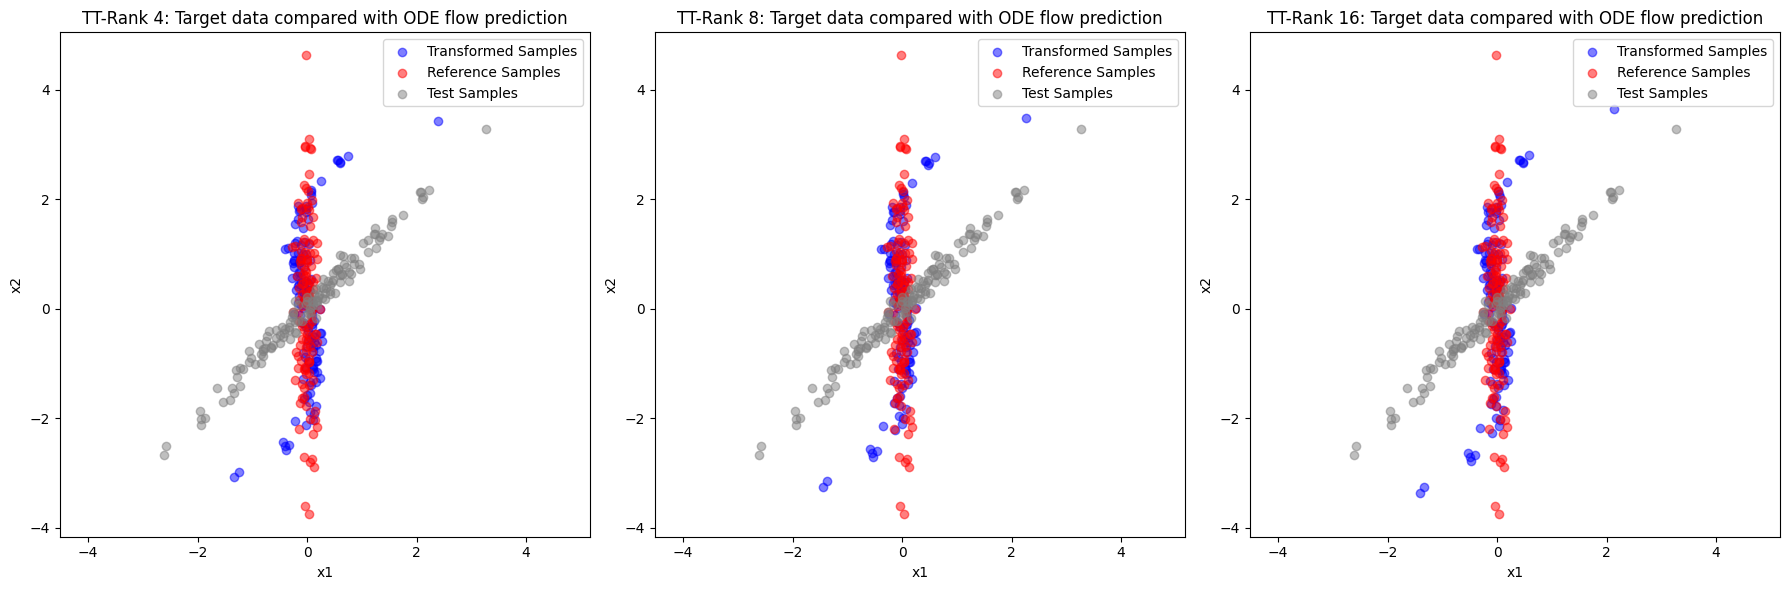 TT-Rank 4: Target data compared with ODE flow prediction
Transformed Samples
Reference Samples
Test Samples
4
2
0
−2
−4
x2
−4
−2
0
2
4
x1
TT-Rank 8: Target data compared with ODE flow prediction
Transformed Samples
Reference Samples
Test Samples
4
2
0
−2
−4
x2
−4
−2
0
2
4
x1
TT-Rank 16: Target data compared with ODE flow prediction
Transformed Samples
Reference Samples
Test Samples
4
2
0
−2
−4
x2
−4
−2
0
2
4
x1